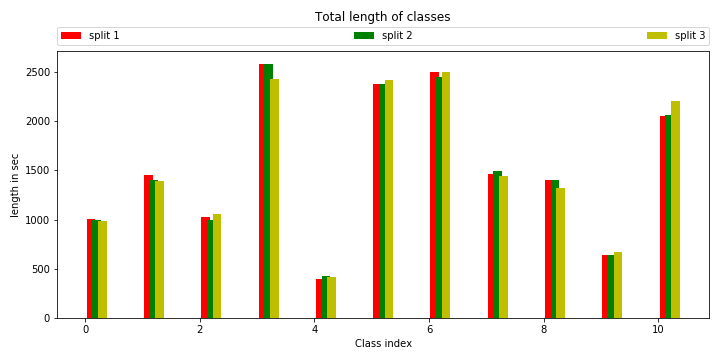 Total length of classes
split 1 split 2 split 3
2500
2000
1500
1000
500
0
length in sec
0 2 4 6 8 10
Class index